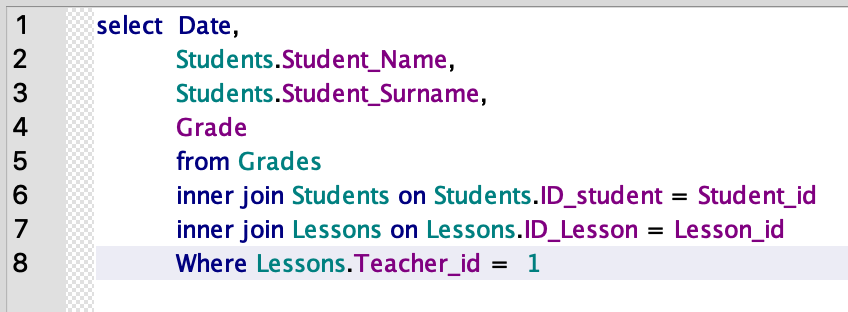 1 select  Date,
2 Students.Student_Name,
3 Students.Student_Surname,
4 Grade
5 from Grades
6 inner join Students on Students.ID_student = Student_id
7 inner join Lessons on Lessons.ID_Lesson = Lesson_id
8 Where Lessons.Teacher_id =  1